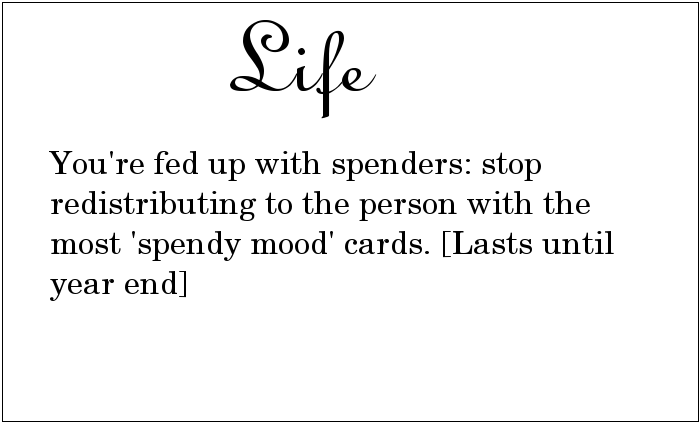 Life
You're fed up with spenders: stop
redistributing to the person with the
most 'spendy mood' cards. [Lasts until
year end]